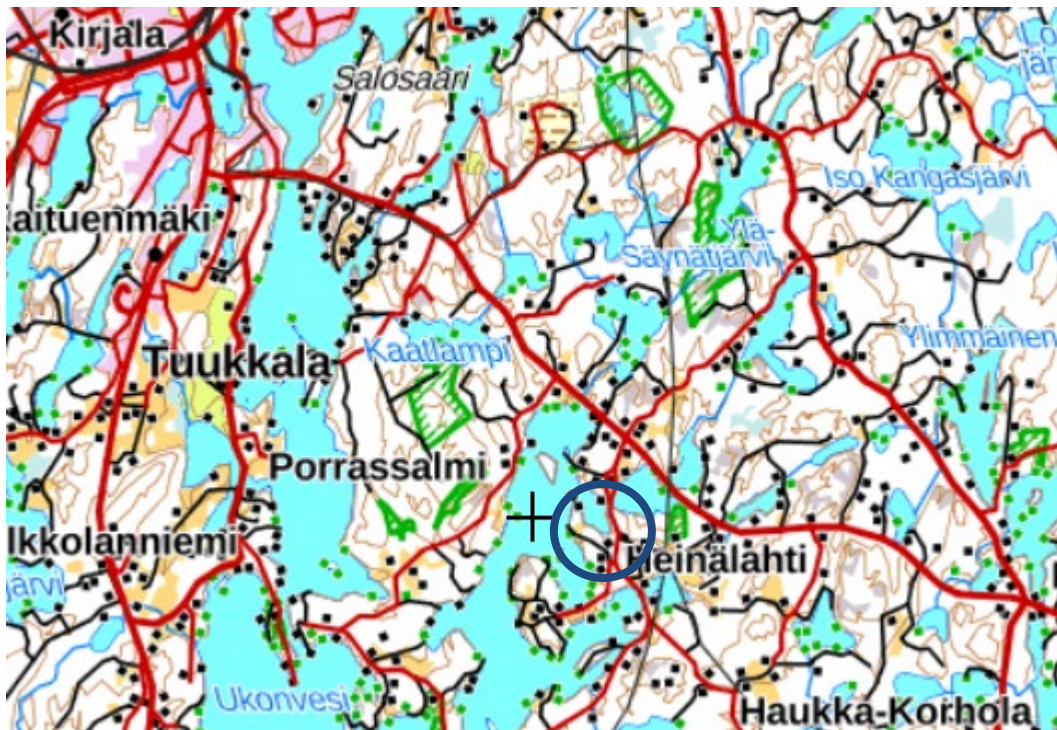 Kirjala
Salosaari
Lo
jär
Iso Kangasjärvi
aituenmäki
Ylä-
Säynätjärvi
Ylimmäinen
Kaatlampi
Tuukkala
Porrassalmi
lkkolanniemi
Heinälahti
järvi
Ukonvesi
Haukka-Korhola